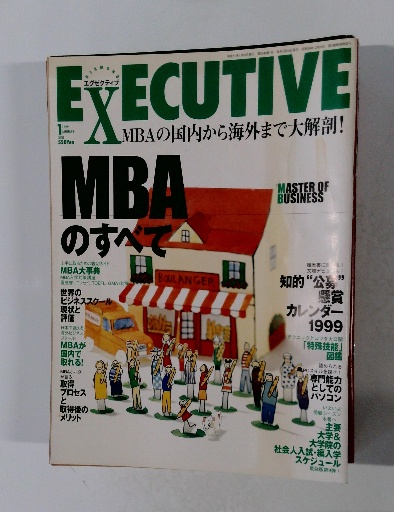 EXECUTIVE
エグゼクティブ
1
550Yen
MBAの国内から海外まで大解剖!
MBA
のすべて
MASTER OF
BUSINESS
BOULANGER
MBA大事典
世界の
ビジネススクール
現状と
評価
MBAが
国内で
取れる!
取得
プロセス
と
取得後の
メリット
知的"公募"
懸賞
カレンダー
1999
「特殊技能」
図鑑
専門能力
としての
パソコン
主要
大学&
大学院の
社会人入試・編入学
スケジュール